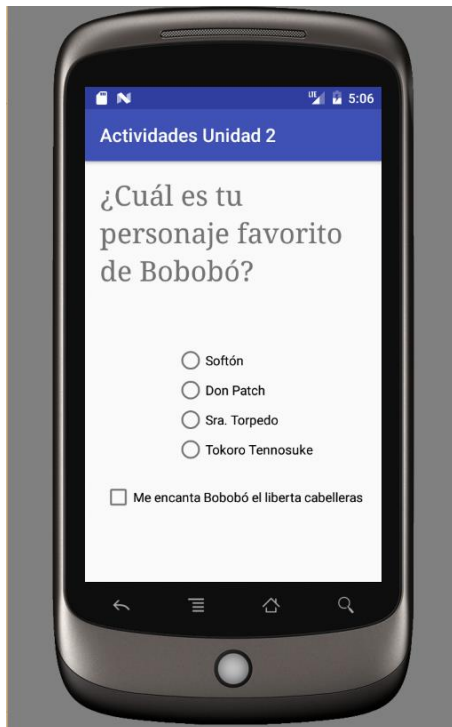 LTE 5:06
Actividades Unidad 2
¿Cuál es tu
personaje favorito
de Bobobó?
Softón
Don Patch
Sra. Torpedo
Tokoro Tennosuke
Me encanta Bobobó el liberta cabelleras